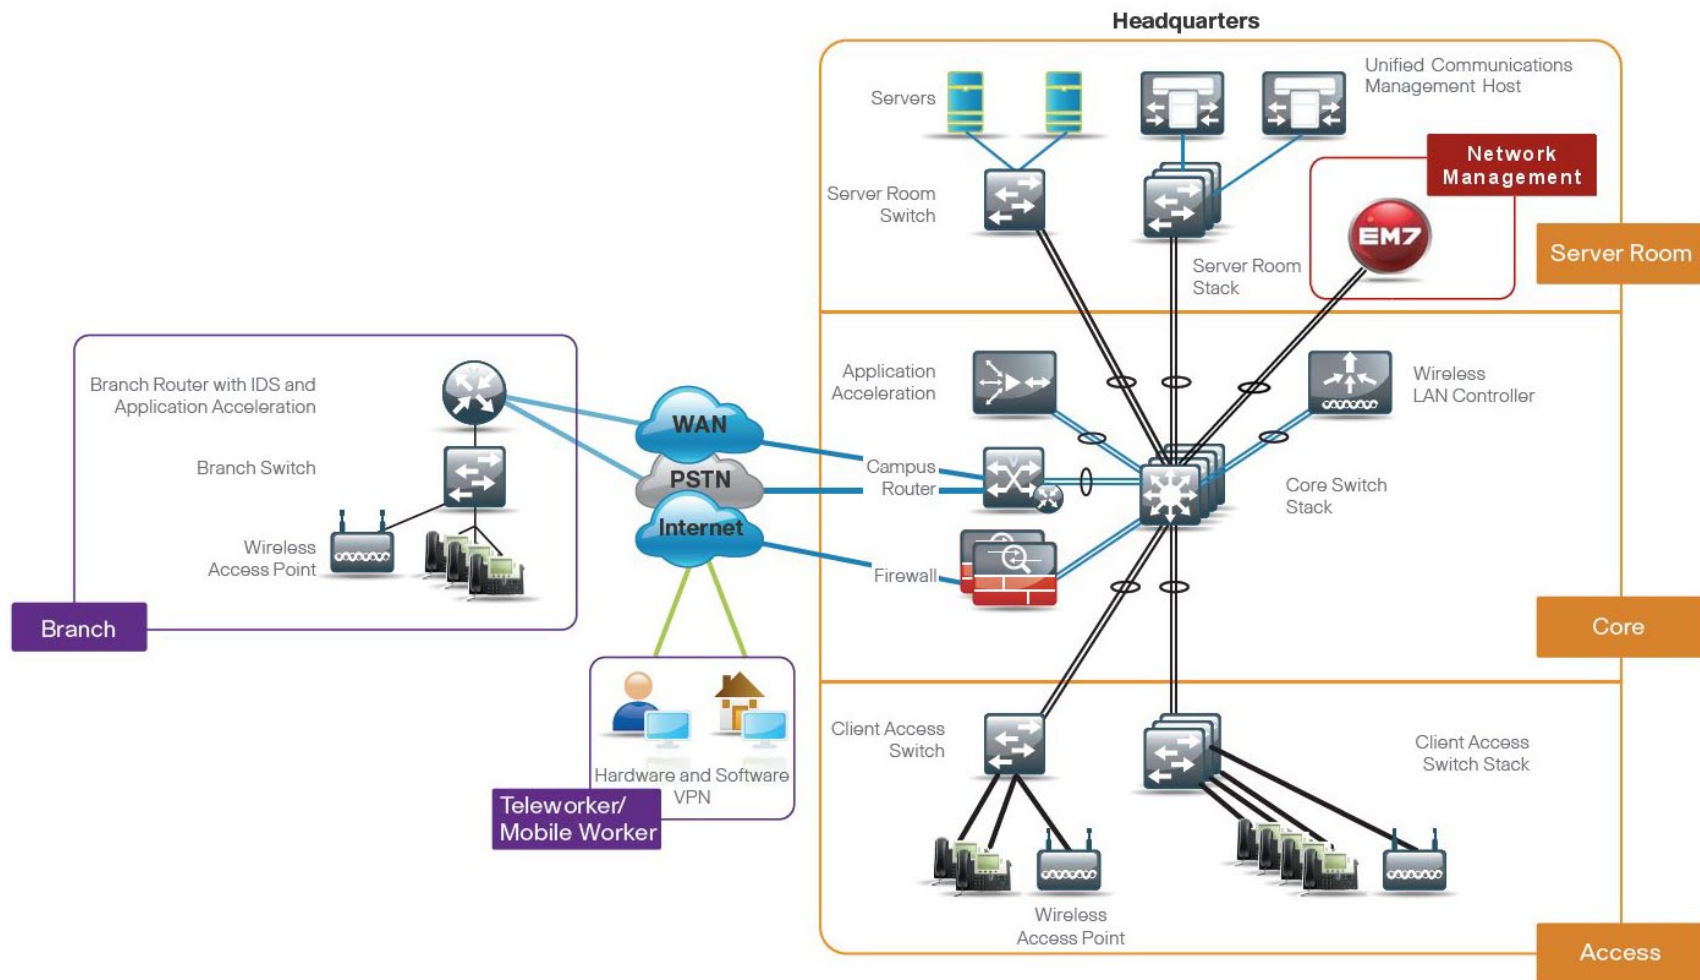 Headquarters
Servers
Unified Communications
Management Host
Network
Management
Server Room
Switch
EM7
Server Room
Stack
Server Room
Branch Router with IDS and
Application Acceleration
Branch Switch
Wireless
Access Point
Branch
WAN
PSTN
Internet
Application
Acceleration
Wireless
LAN Controller
Campus
Router
V
Core Switch
Stack
Firewall
Core
Hardware and Software
VPN
Teleworker/
Mobile Worker
Client Access
Switch
Client Access
Switch Stack
Wireless
Access Point
Access